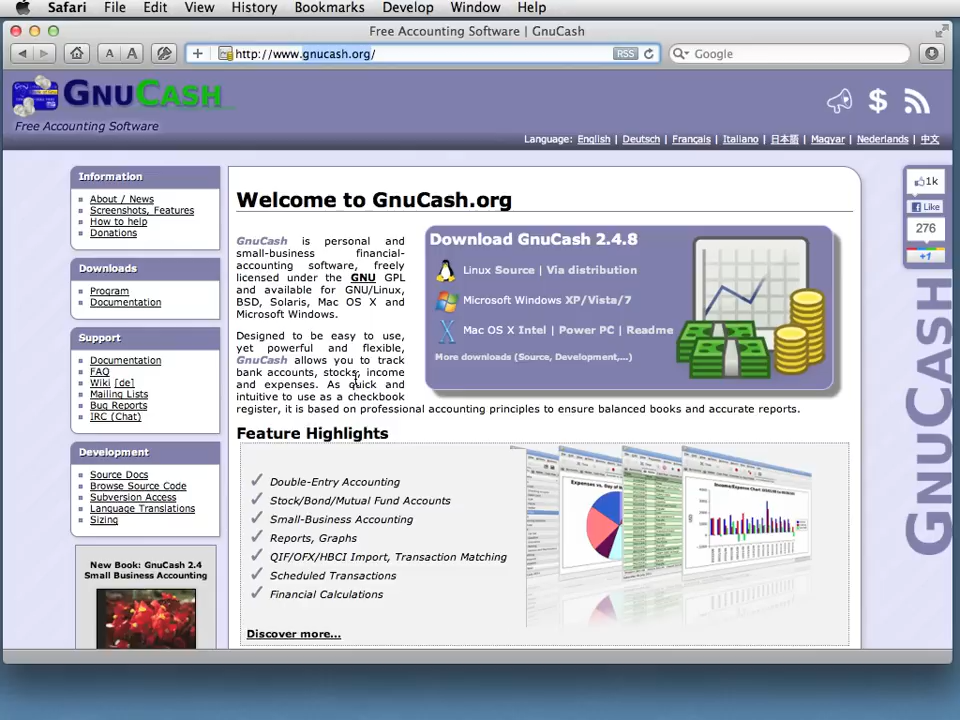 Safari File Edit View History Bookmarks Develop Window Help
Free Accounting Software | GnuCash
A A + http://www.gnucash.org/ RSS Google
GNUCASH
Free Accounting Software
Language: English | Deutsch | Français | Italiano | 日本語 | Magyar | Nederlands | 中文
Information
About / News
Screenshots, Features
How to help
Donations
Downloads
Program
Documentation
Support
Documentation
FAQ
Wiki [de]
Mailing Lists
Bug Reports
IRC (Chat)
Development
Source Docs
Browse Source Code
Subversion Access
Language Translations
Sizing
New Book: GnuCash 2.4
Small Business Accounting
Welcome to GnuCash.org
GnuCash is personal and
small-business financial-
accounting software, freely
licensed under the GNU GPL
and available for GNU/Linux,
BSD, Solaris, Mac OS X and
Microsoft Windows.
Designed to be easy to use,
yet powerful and flexible,
GnuCash allows you to track
bank accounts, stocks, income
and expenses. As quick and
intuitive to use as a checkbook
register, it is based on professional accounting principles to ensure balanced books and accurate reports.
Download GnuCash 2.4.8
Linux Source | Via distribution
Microsoft Windows XP/Vista/7
Mac OS X Intel | Power PC | Readme
More downloads (Source, Development,...)
Feature Highlights
Double-Entry Accounting
Stock/Bond/Mutual Fund Accounts
Small-Business Accounting
Reports, Graphs
QIF/OFX/HBCI Import, Transaction Matching
Scheduled Transactions
Financial Calculations
Discover more...
1k
Like
276
+1
GNUCASH